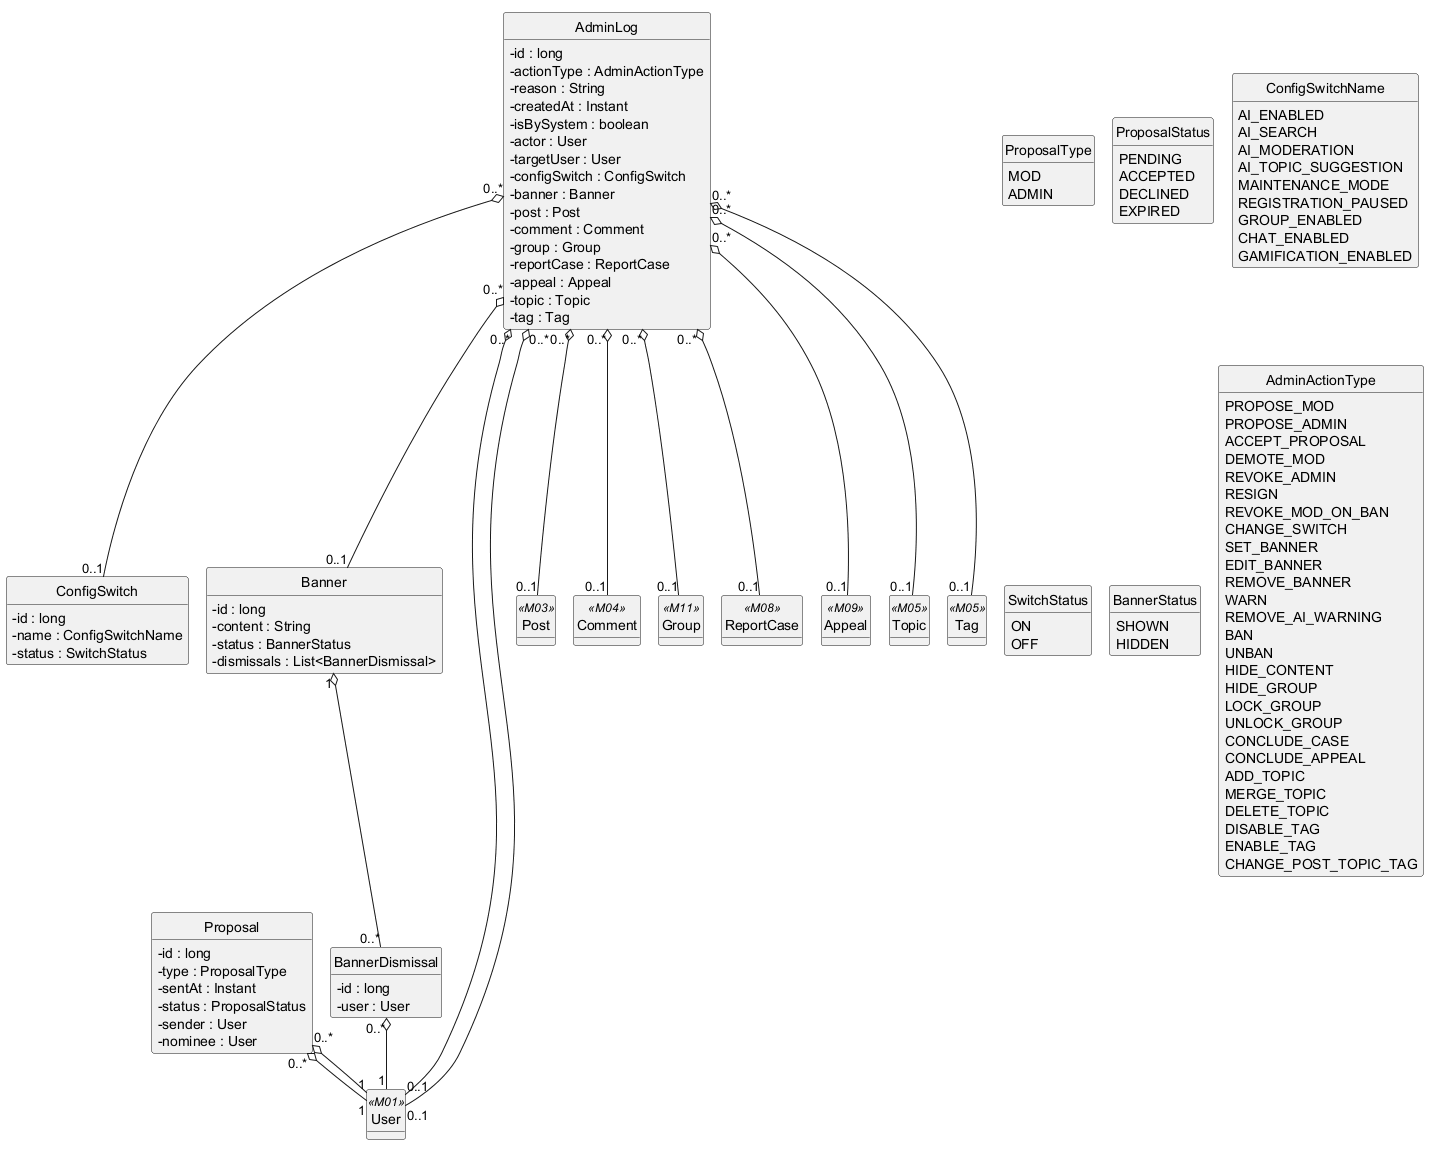 AdminLog
-id : long
-actionType : AdminActionType
-reason : String
-createdAt : Instant
-isBySystem : boolean
-actor : User
-targetUser : User
-configSwitch : ConfigSwitch
-banner : Banner
-post : Post
-comment : Comment
-group : Group
-reportCase : ReportCase
-appeal : Appeal
-topic : Topic
-tag : Tag
0..*
0..*
0..*
0..*
0..*
0..*
0..*
0..*
0..*
0..*
0..*
ProposalType
MOD
ADMIN
ProposalStatus
PENDING
ACCEPTED
DECLINED
EXPIRED
ConfigSwitchName
AI_ENABLED
AI_SEARCH
AI_MODERATION
AI_TOPIC_SUGGESTION
MAINTENANCE_MODE
REGISTRATION_PAUSED
GROUP_ENABLED
CHAT_ENABLED
GAMIFICATION_ENABLED
AdminActionType
PROPOSE_MOD
PROPOSE_ADMIN
ACCEPT_PROPOSAL
DEMOTE_MOD
REVOKE_ADMIN
RESIGN
REVOKE_MOD_ON_BAN
CHANGE_SWITCH
SET_BANNER
EDIT_BANNER
REMOVE_BANNER
WARN
REMOVE_AI_WARNING
BAN
UNBAN
HIDE_CONTENT
HIDE_GROUP
LOCK_GROUP
UNLOCK_GROUP
CONCLUDE_CASE
CONCLUDE_APPEAL
ADD_TOPIC
MERGE_TOPIC
DELETE_TOPIC
DISABLE_TAG
ENABLE_TAG
CHANGE_POST_TOPIC_TAG
0..1
ConfigSwitch
-id : long
-name : ConfigSwitchName
-status : SwitchStatus
0..1
Banner
-id : long
-content : String
-status : BannerStatus
-dismissals : List<BannerDismissal>
1
0..1
«M03»
Post
0..1
«M04»
Comment
0..1
«M11»
Group
0..1
«M08»
ReportCase
0..1
«M09»
Appeal
0..1
«M05»
Topic
0..1
«M05»
Tag
SwitchStatus
ON
OFF
BannerStatus
SHOWN
HIDDEN
Proposal
-id : long
-type : ProposalType
-sentAt : Instant
-status : ProposalStatus
-sender : User
-nominee : User
0..*
0..*
0..*
BannerDismissal
-id : long
-user : User
0..*
1
1
1
0..1
0..1
«M01»
User